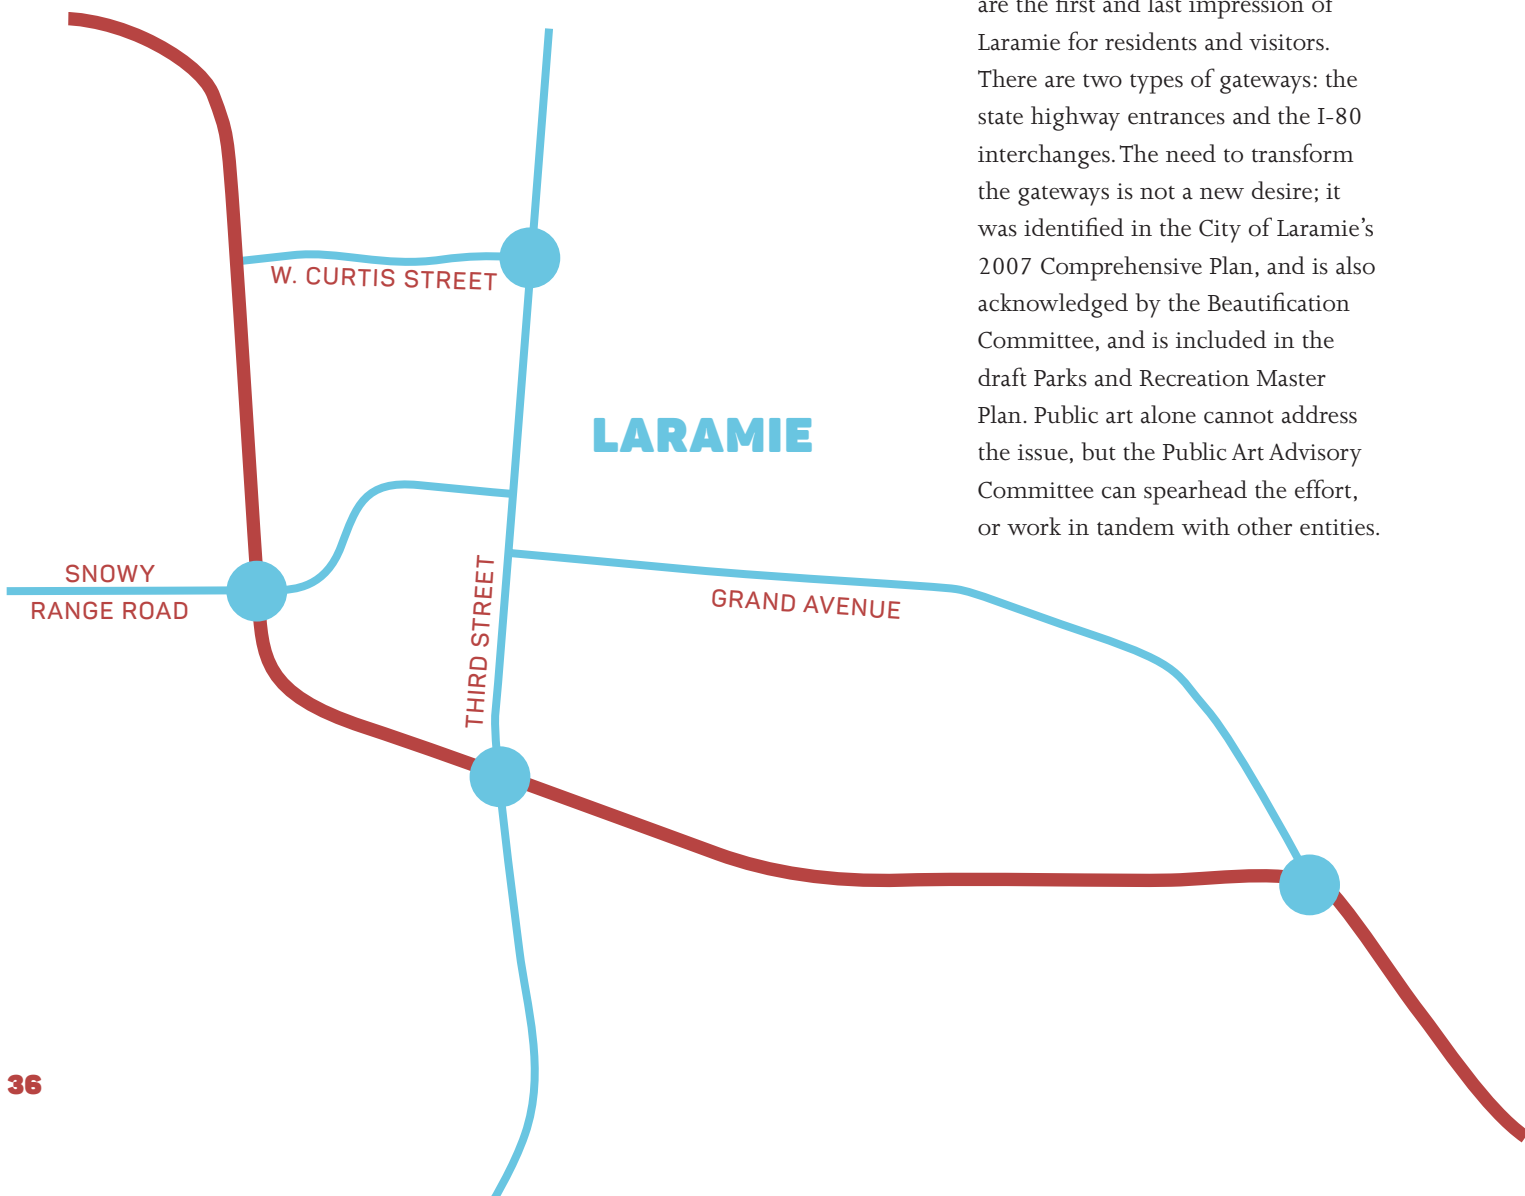 are the first and last impression of
Laramie for residents and visitors.
There are two types of gateways: the
state highway entrances and the I-80
interchanges. The need to transform
the gateways is not a new desire; it
was identified in the City of Laramie’s
2007 Comprehensive Plan, and is also
acknowledged by the Beautification
Committee, and is included in the
draft Parks and Recreation Master
Plan. Public art alone cannot address
the issue, but the Public Art Advisory
Committee can spearhead the effort,
or work in tandem with other entities.
W. CURTIS STREET
LARAMIE
SNOWY
RANGE ROAD
THIRD STREET
GRAND AVENUE
36